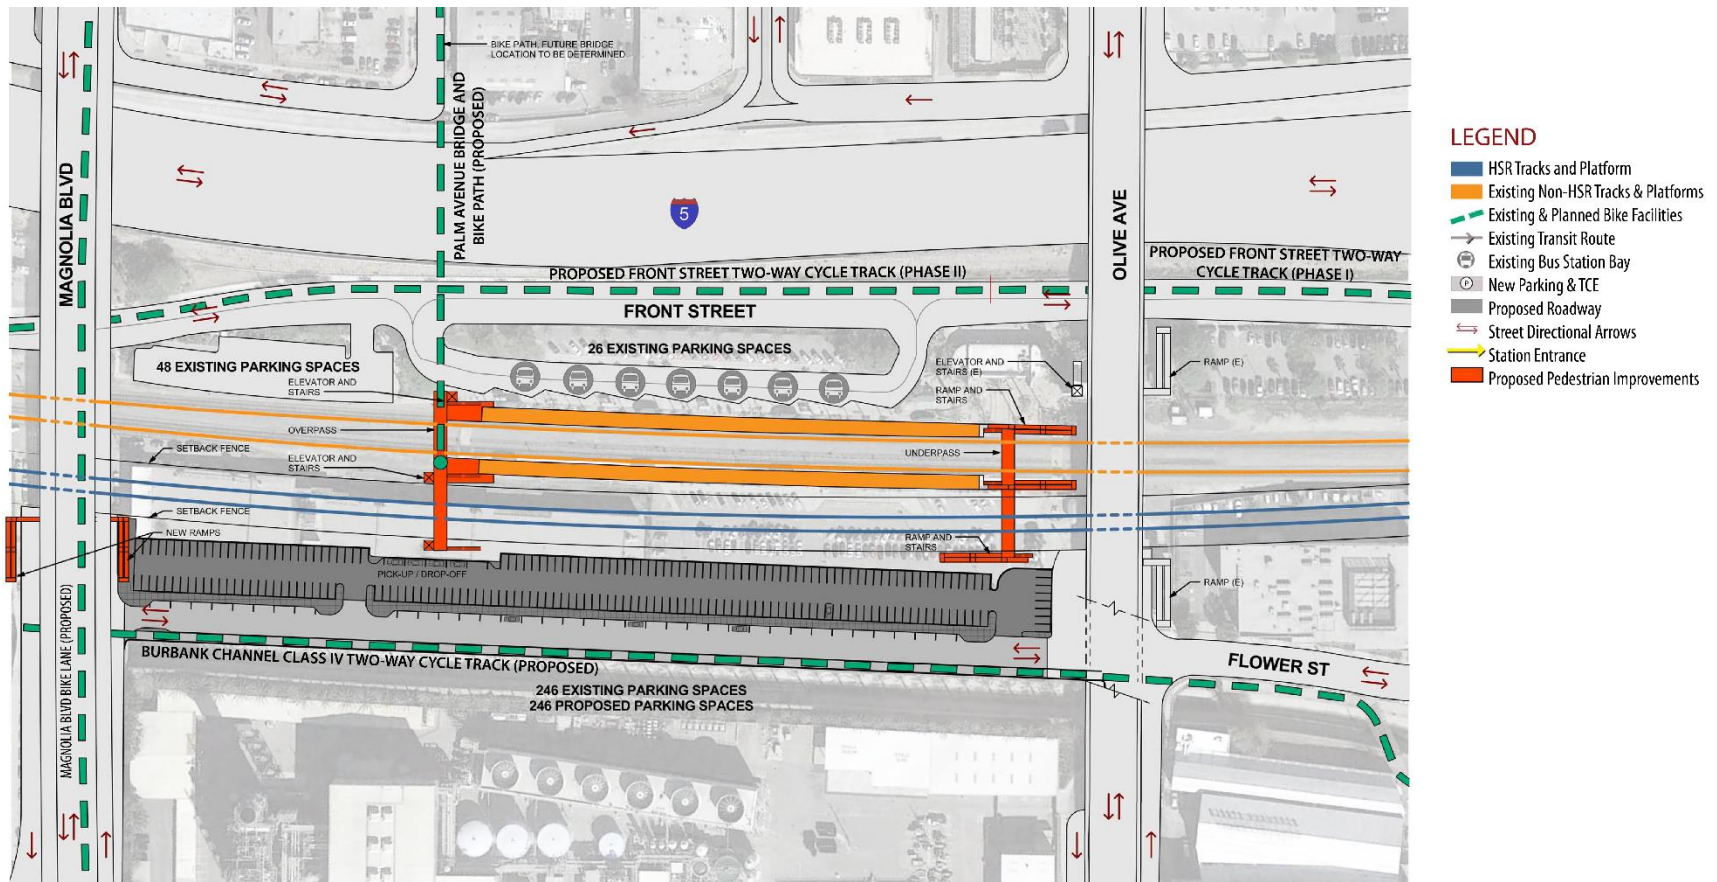 BIKE PATH, FUTURE BRIDGE
LOCATION TO BE DETERMINED
MAGNOLIA BLVD
PALM AVENUE BRIDGE AND
BIKE PATH (PROPOSED)
5
OLIVE AVE
PROPOSED FRONT STREET TWO-WAY CYCLE TRACK (PHASE II)
PROPOSED FRONT STREET TWO-WAY
CYCLE TRACK (PHASE I)
FRONT STREET
26 EXISTING PARKING SPACES
48 EXISTING PARKING SPACES
ELEVATOR AND
STAIRS
ELEVATOR AND
STAIRS (E)
RAMP AND
STAIRS
RAMP (E)
OVERPASS
SETBACK FENCE
ELEVATOR AND
STAIRS
UNDERPASS
SETBACK FENCE
NEW RAMPS
RAMP AND
STAIRS
PICK-UP / DROP-OFF
RAMP (E)
MAGNOLIA BLVD BIKE LANE (PROPOSED)
BURBANK CHANNEL CLASS IV TWO-WAY CYCLE TRACK (PROPOSED)
FLOWER ST
246 EXISTING PARKING SPACES
246 PROPOSED PARKING SPACES
LEGEND
HSR Tracks and Platform
Existing Non-HSR Tracks & Platforms
Existing & Planned Bike Facilities
Existing Transit Route
Existing Bus Station Bay
P New Parking & TCE
Proposed Roadway
Street Directional Arrows
Station Entrance
Proposed Pedestrian Improvements